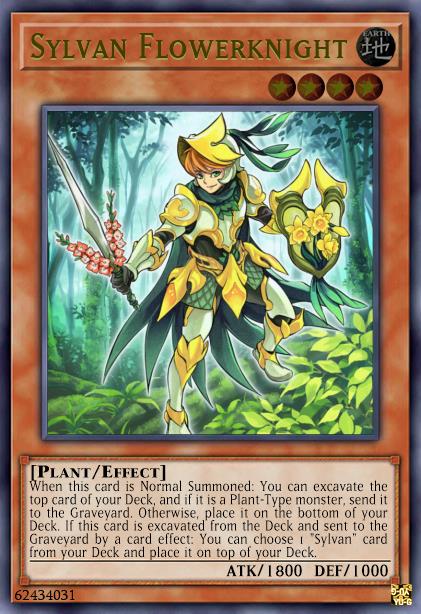 SYLVAN FLOWERKNIGHT
EARTH
地
[PLANT/EFFECT]
When this card is Normal Summoned: You can excavate the
top card of your Deck, and if it is a Plant-Type monster, send it
to the Graveyard. Otherwise, place it on the bottom of your
Deck. If this card is excavated from the Deck and sent to the
Graveyard by a card effect: You can choose 1 "Sylvan" card
from your Deck and place it on top of your Deck.
ATK/1800 DEF/1000
62434031